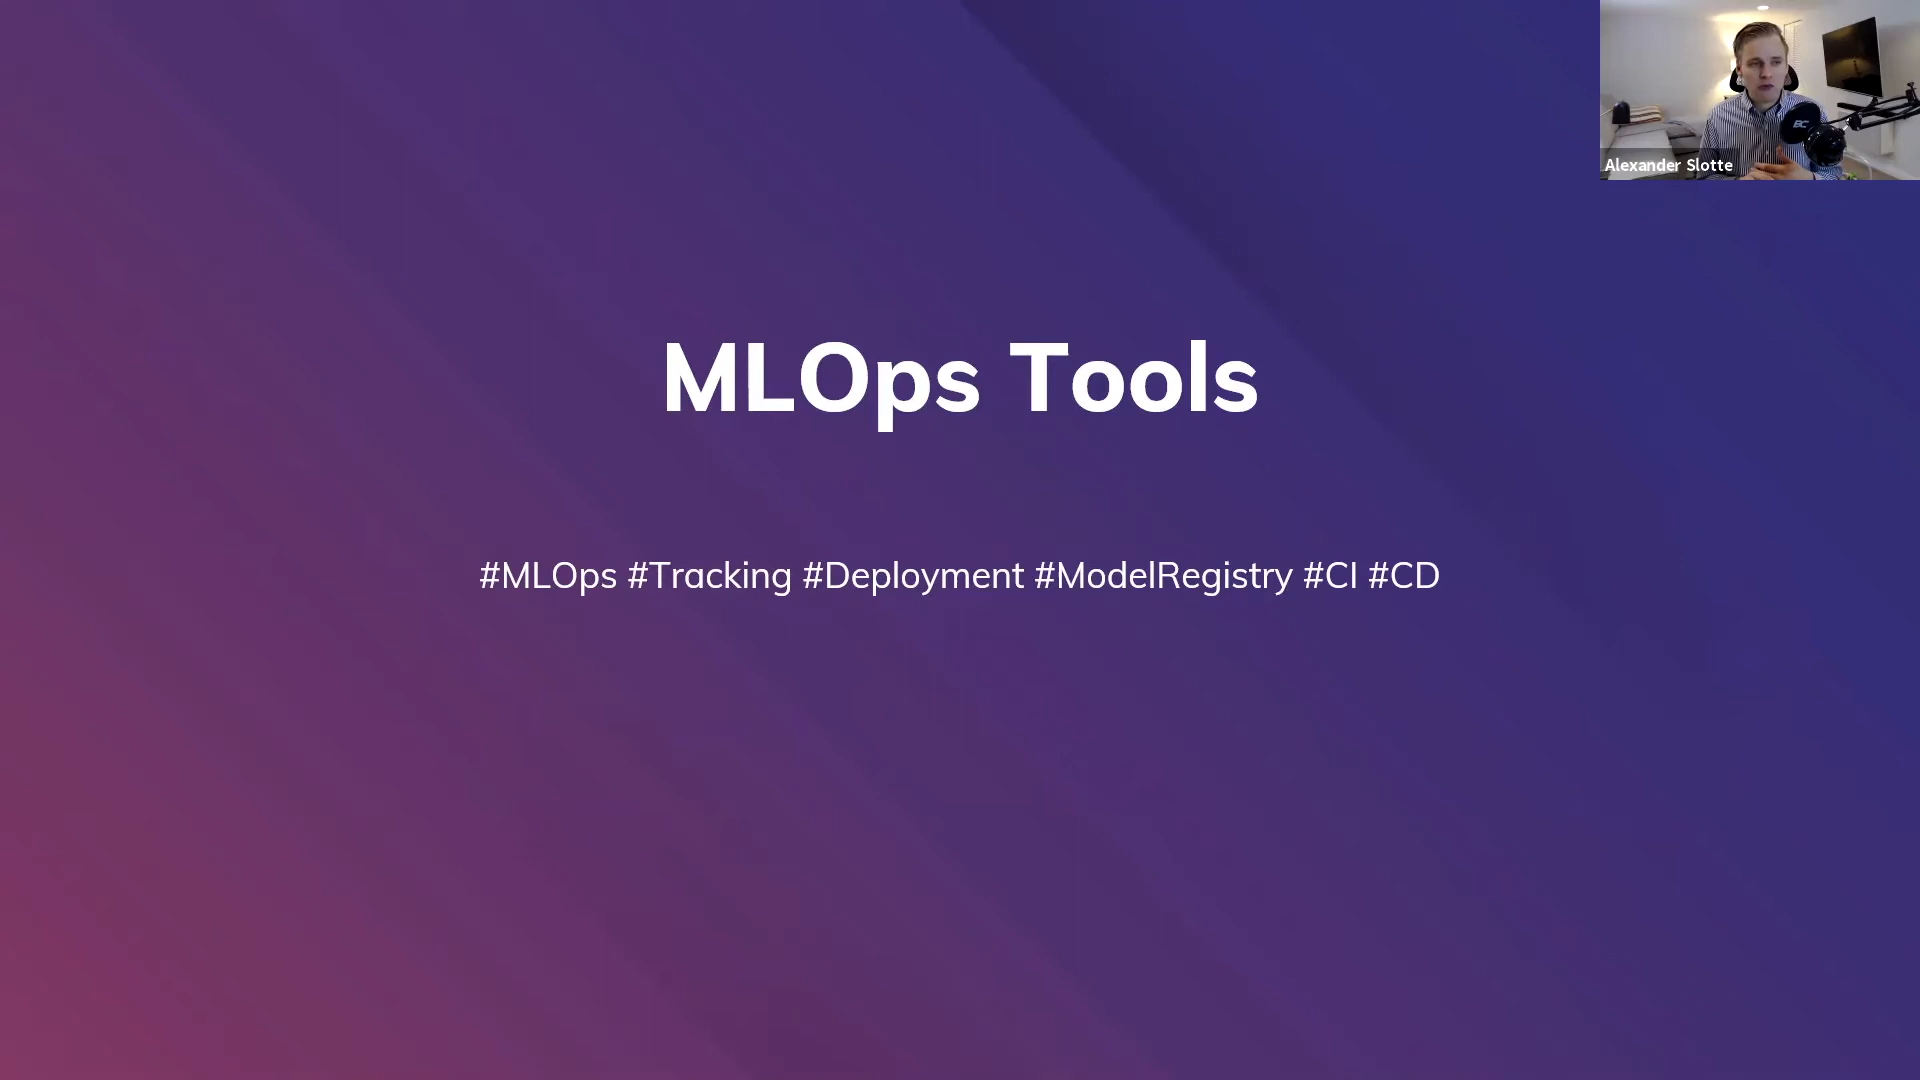 Alexander Slotte
MLOps Tools
#MLOps #Tracking #Deployment #ModelRegistry #CI #CD